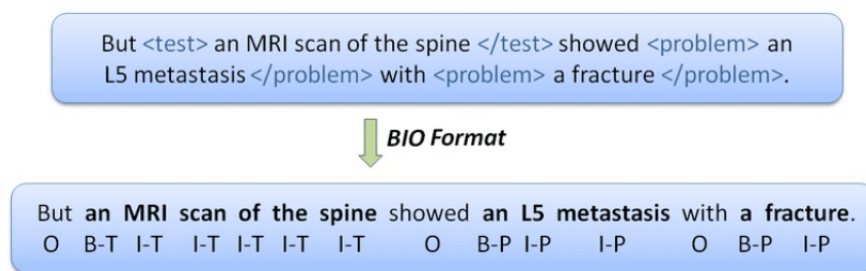 But <test> an MRI scan of the spine </test> showed <problem> an
L5 metastasis </problem> with <problem> a fracture </problem>.
BIO Format
But an MRI scan of the spine showed an L5 metastasis with a fracture.
O B-T I-T I-T I-T I-T I-T O B-P I-P I-P O B-P I-P